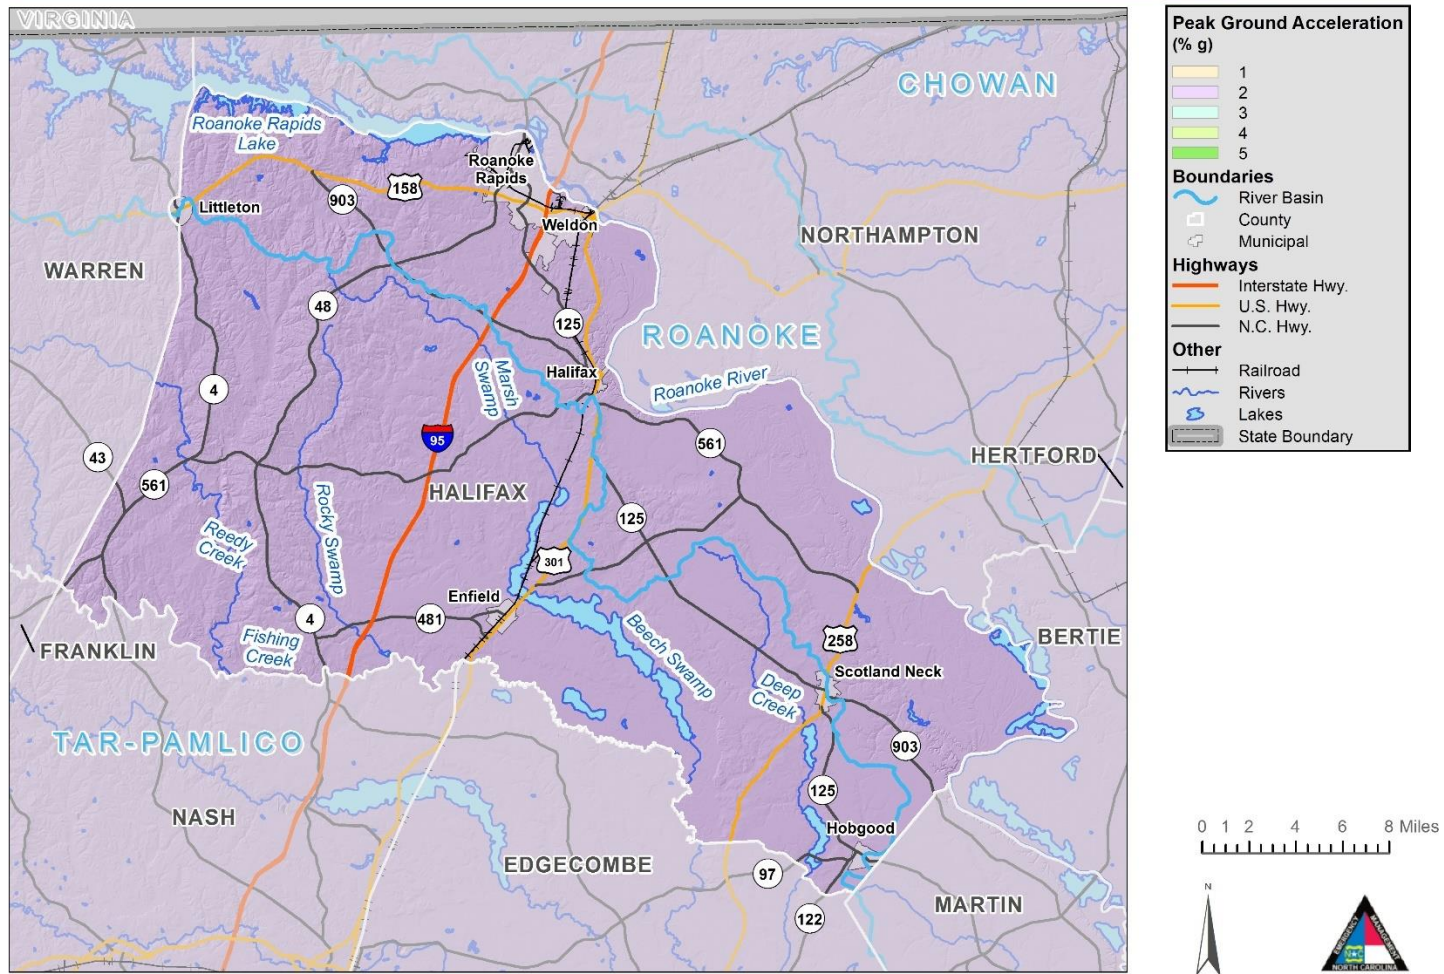 VIRGINIA
CHOWAN
Roanoke Rapids
Lake
Roanoke
Rapids
158
903
Littleton
Weldon
NORTHAMPTON
WARREN
48
125
ROANOKE
Halifax
Marsh
Swamp
Roanoke River
4
95
561
43
HERTFORD
561
HALIFAX
125
Reedy
Creek
Rocky Swamp
301
Enfield
4
481
Fishing
Creek
Beech Swamp
258
BERTIE
FRANKLIN
Scotland Neck
Deep
Creek
TAR-PAMLICO
903
125
NASH
Hobgood
EDGECOMBE
97
122
MARTIN
Peak Ground Acceleration
(% g)
1
2
3
4
5
Boundaries
River Basin
County
Municipal
Highways
Interstate Hwy.
U.S. Hwy.
N.C. Hwy.
Other
Railroad
Rivers
Lakes
State Boundary
0 1 2 4 6 8 Miles
N
EMERGENCY
MANAGEMENT
N C
NORTH CAROLINA